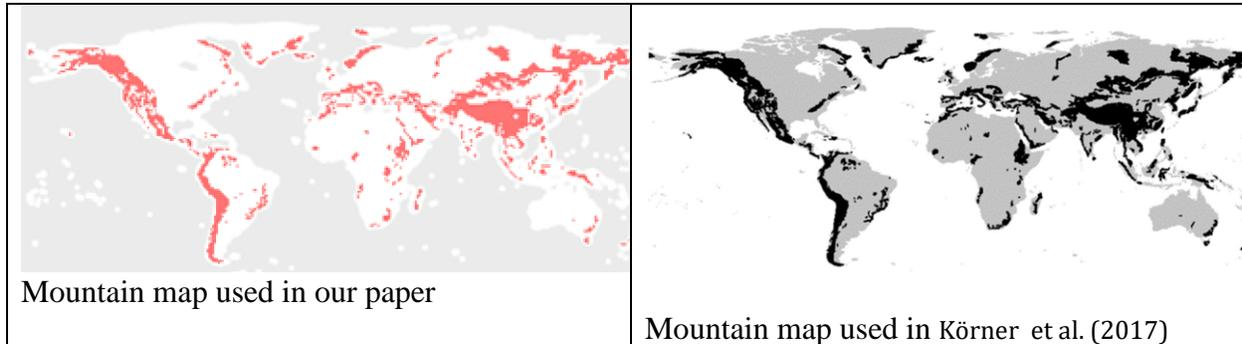 Mountain map used in our paper
Mountain map used in Körner et al. (2017)